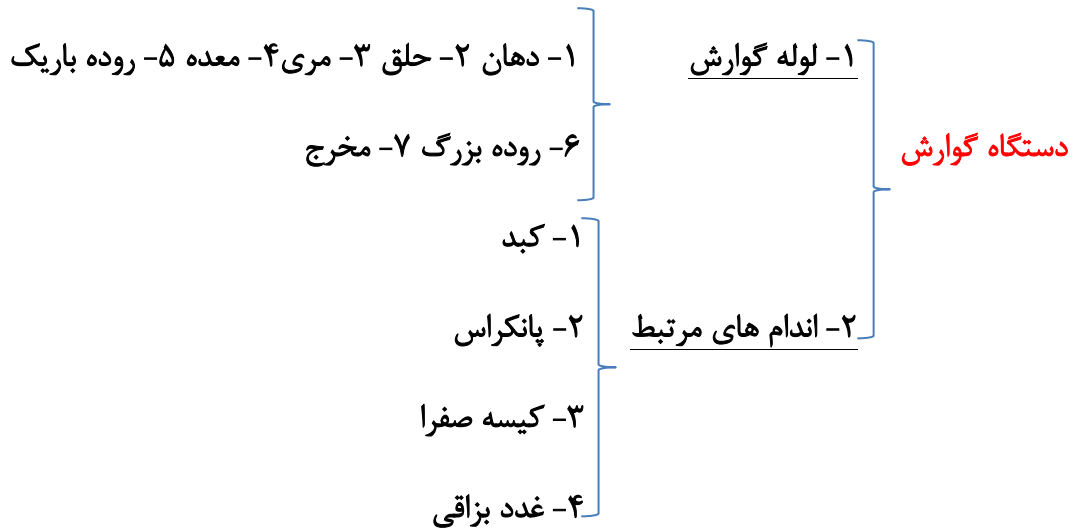 دستگاه گوارش
۱- لوله گوارش
۱- دهان ۲- حلق ۳- مری۴- معده ۵- روده باریک
۶- روده بزرگ ۷- مخرج
۲- اندام های مرتبط
۱- کبد
۲- پانکراس
۳- کیسه صفرا
۴- غدد بزاقی